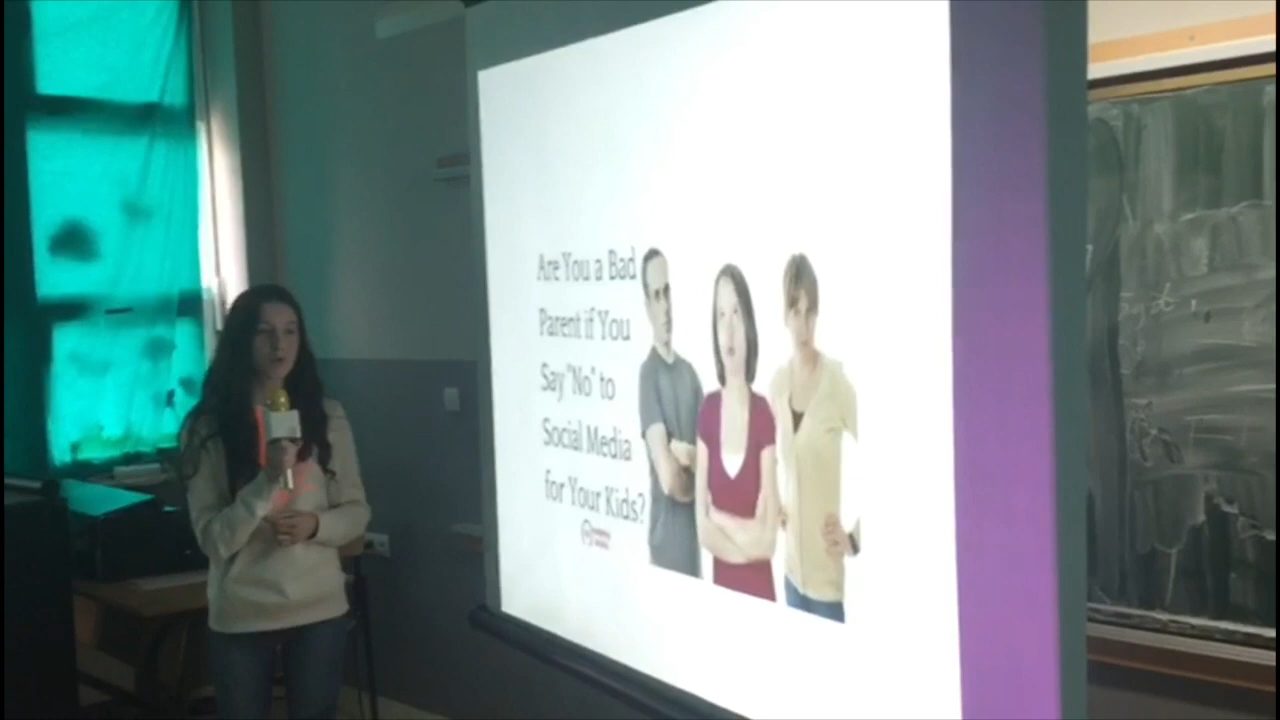 Are You a Bad
Parent if You
Say "No" to
Social Media
for Your Kids?